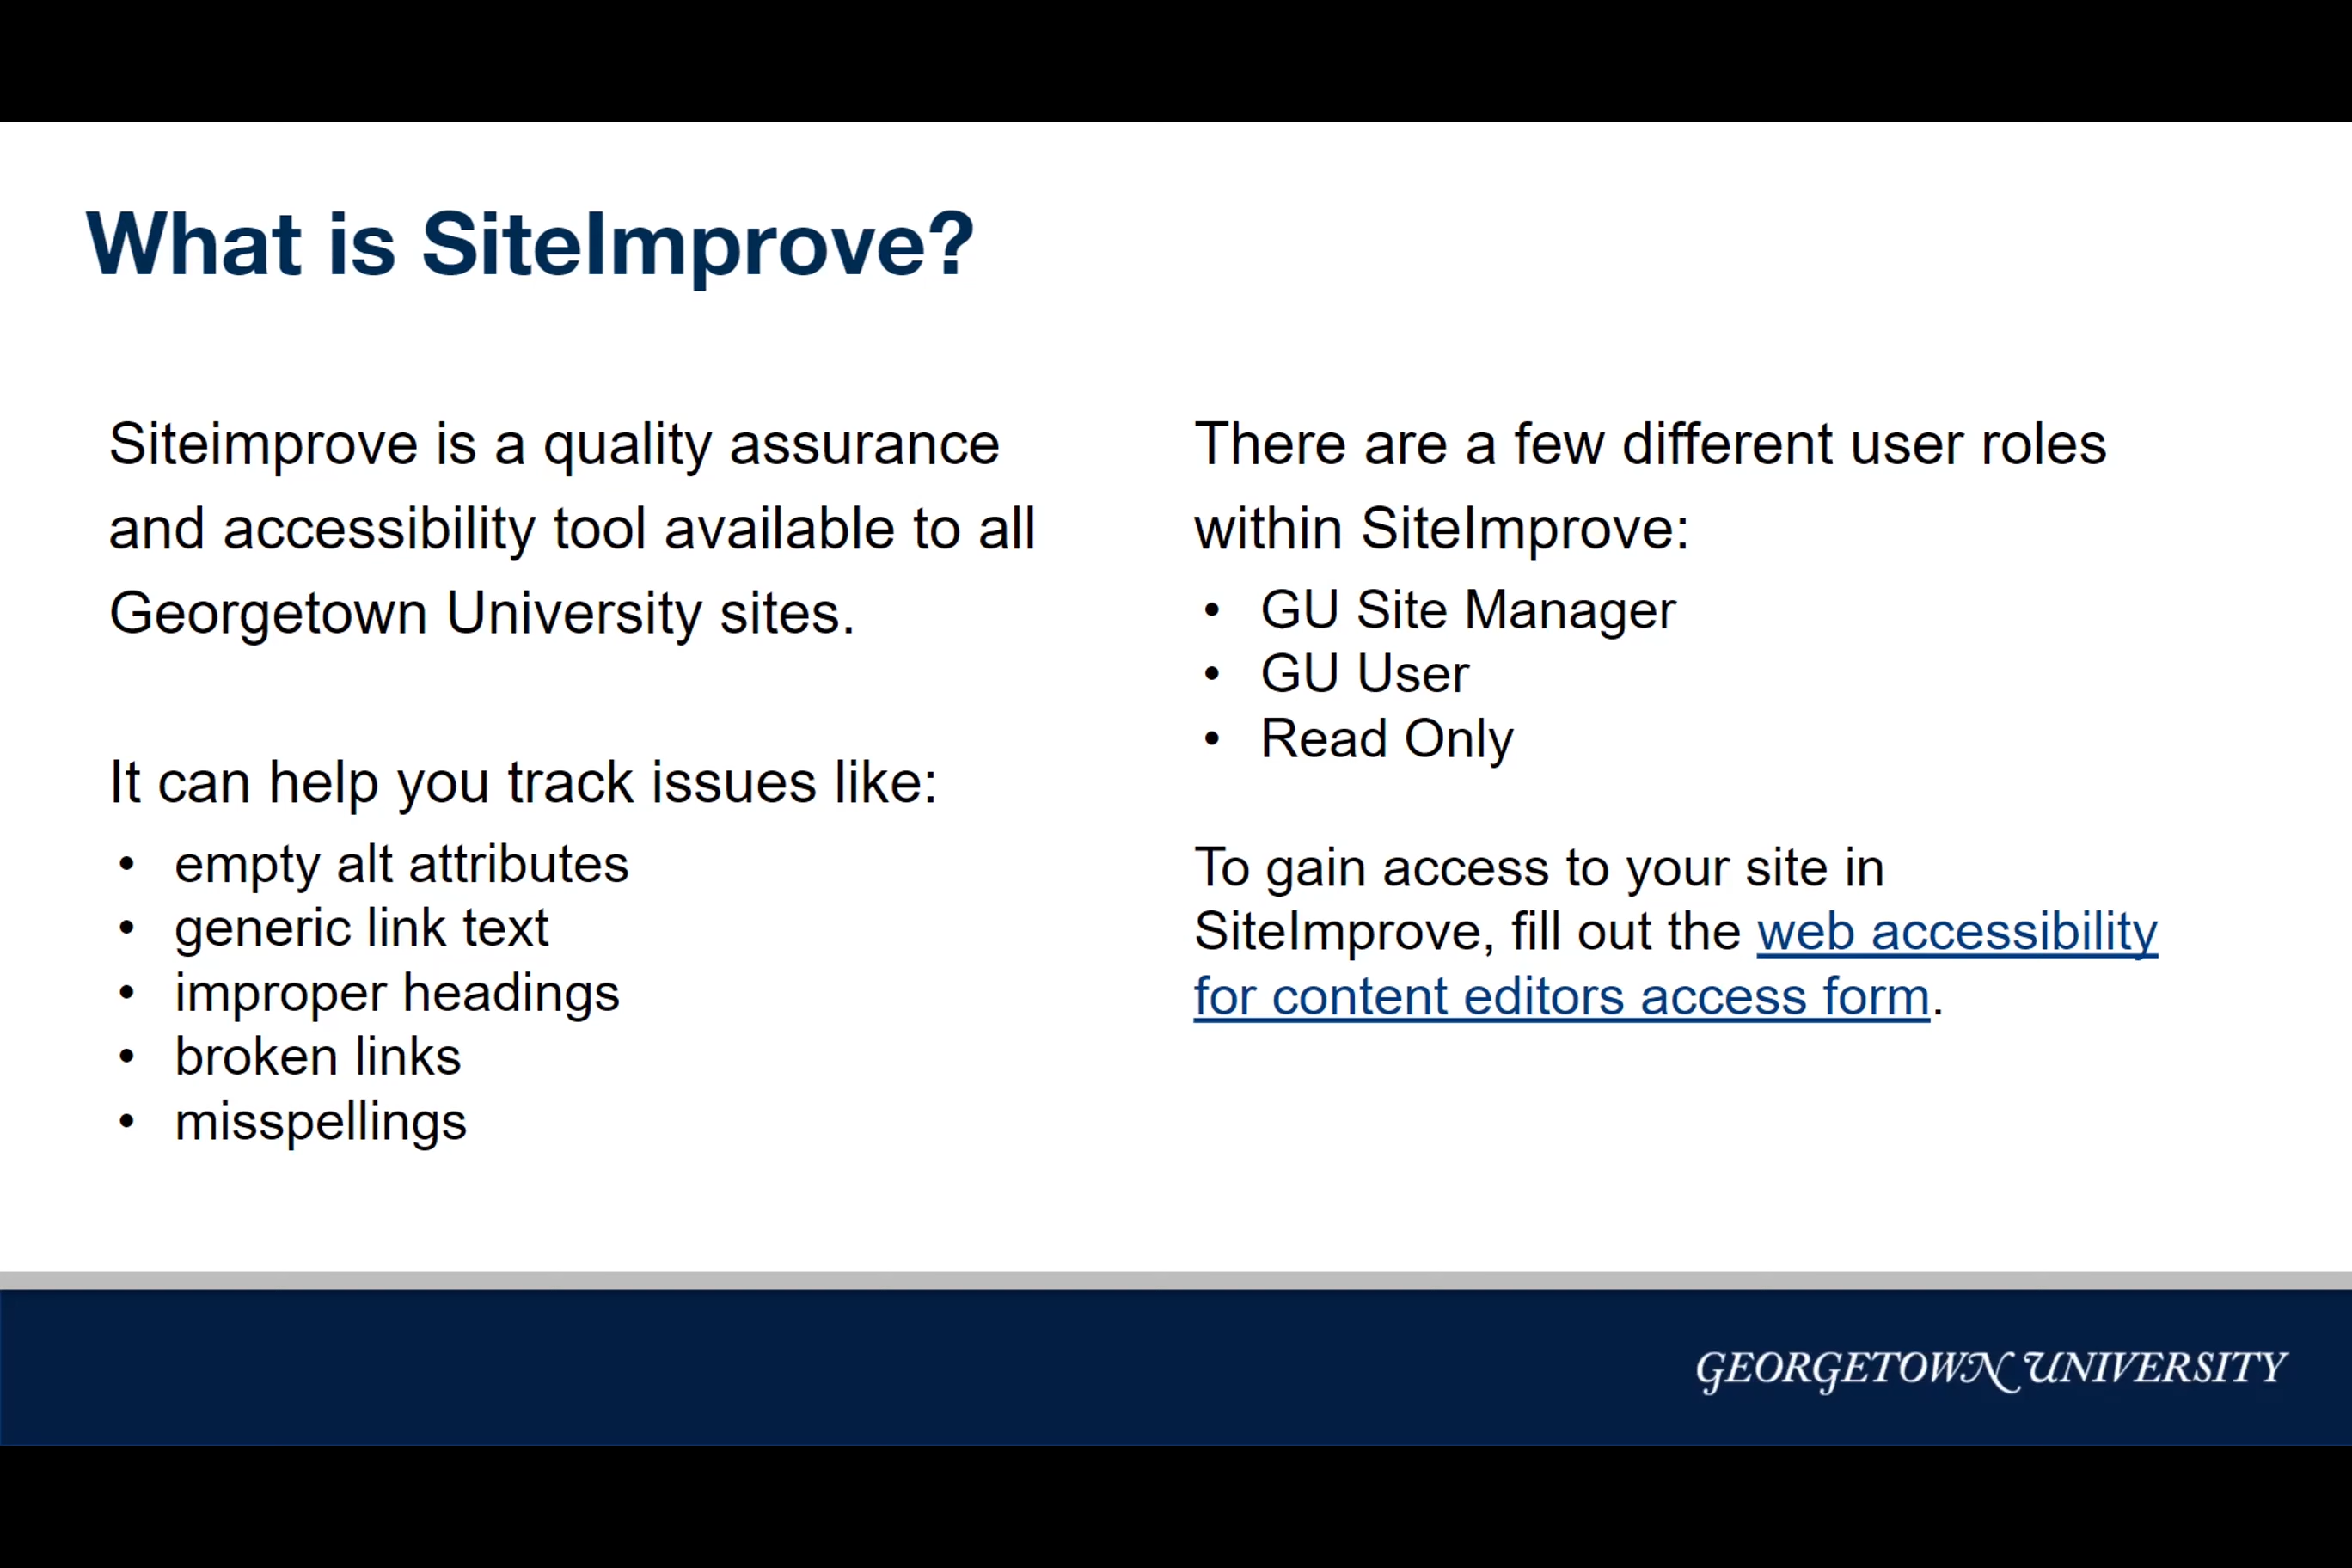 What is SiteImprove?
Siteimprove is a quality assurance
and accessibility tool available to all
Georgetown University sites.
It can help you track issues like:
• empty alt attributes
• generic link text
• improper headings
• broken links
• misspellings
There are a few different user roles
within SiteImprove:
• GU Site Manager
• GU User
• Read Only
To gain access to your site in
SiteImprove, fill out the web accessibility
for content editors access form.
GEORGETOWN UNIVERSITY